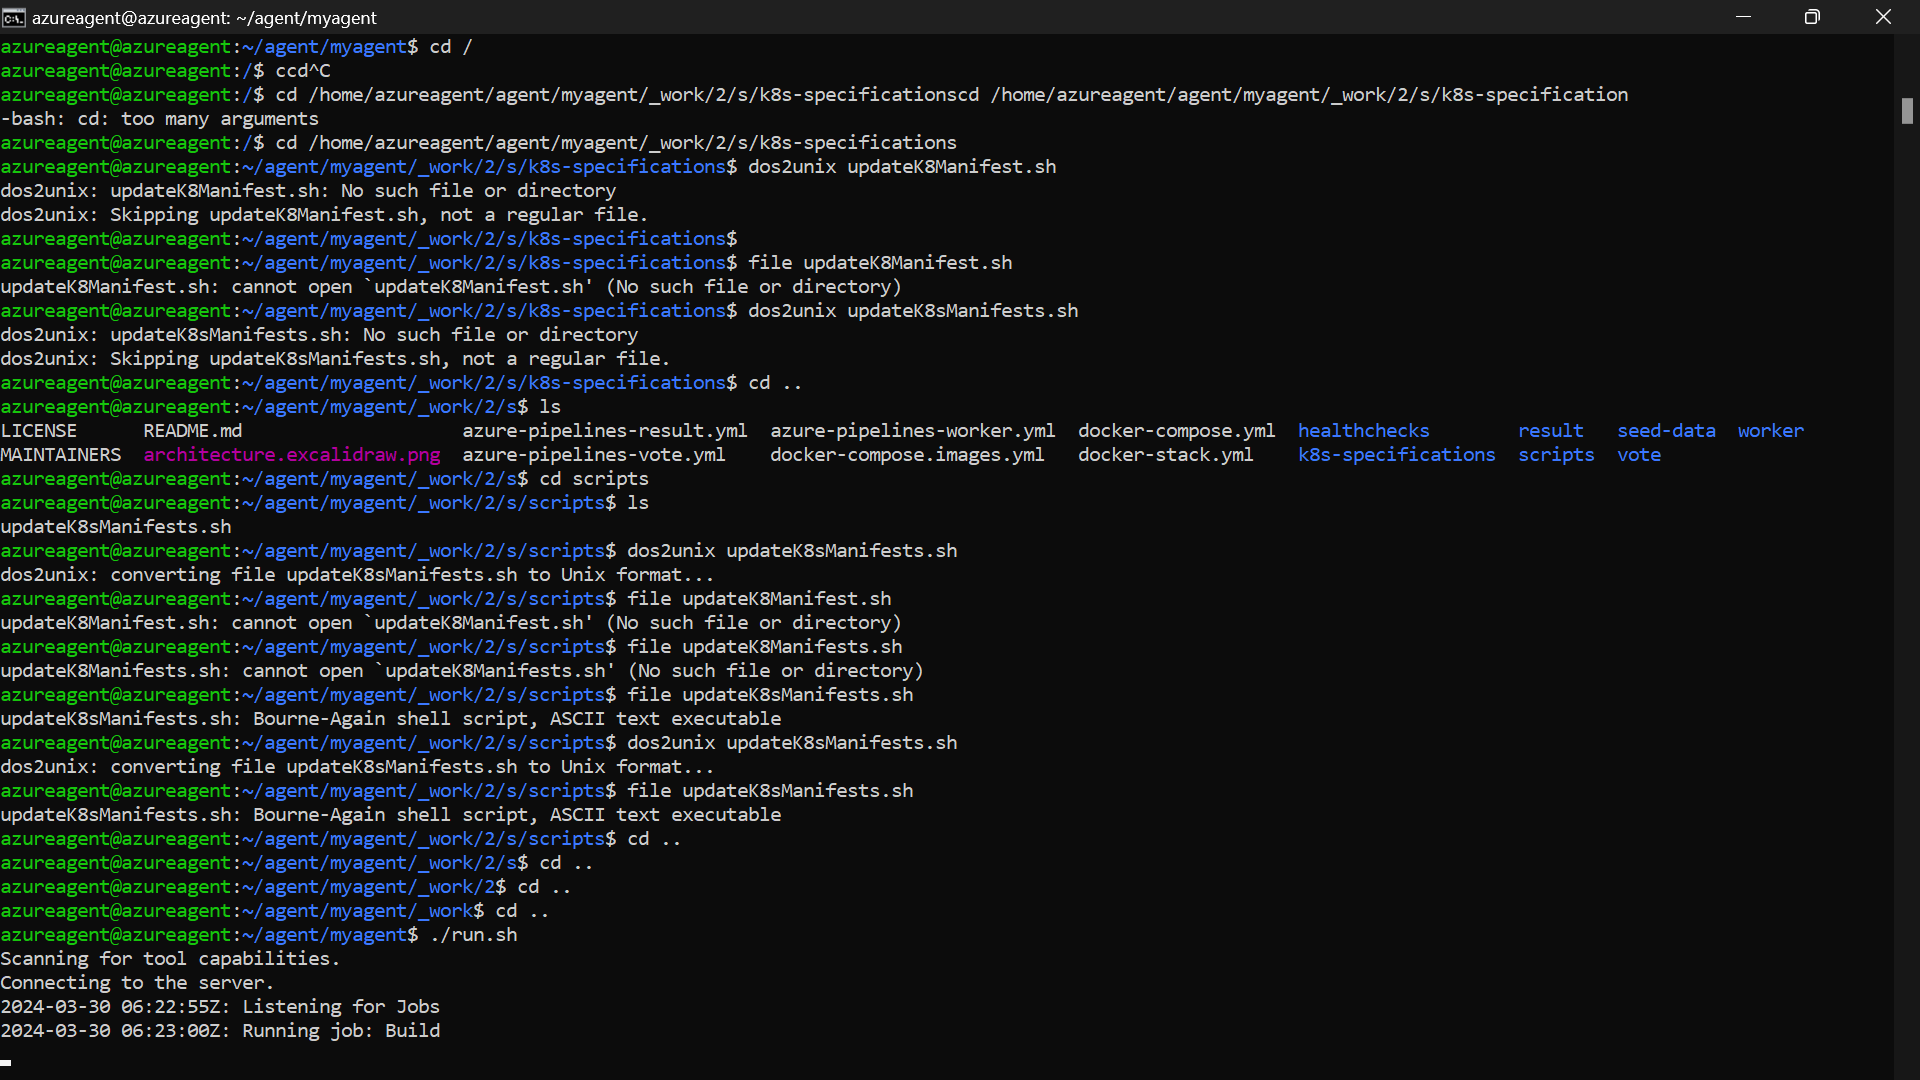 azureagent@azureagent: ~/agent/myagent
azureagent@azureagent:~/agent/myagent$ cd /
azureagent@azureagent:/$ ccd^C
azureagent@azureagent:/$ cd /home/azureagent/agent/myagent/_work/2/s/k8s-specificationscd /home/azureagent/agent/myagent/_work/2/s/k8s-specification
-bash: cd: too many arguments
azureagent@azureagent:/$ cd /home/azureagent/agent/myagent/_work/2/s/k8s-specifications
azureagent@azureagent:~/agent/myagent/_work/2/s/k8s-specifications$ dos2unix updateK8Manifest.sh
dos2unix: updateK8Manifest.sh: No such file or directory
dos2unix: Skipping updateK8Manifest.sh, not a regular file.
azureagent@azureagent:~/agent/myagent/_work/2/s/k8s-specifications$
azureagent@azureagent:~/agent/myagent/_work/2/s/k8s-specifications$ file updateK8Manifest.sh
updateK8Manifest.sh: cannot open `updateK8Manifest.sh' (No such file or directory)
azureagent@azureagent:~/agent/myagent/_work/2/s/k8s-specifications$ dos2unix updateK8sManifests.sh
dos2unix: updateK8sManifests.sh: No such file or directory
dos2unix: Skipping updateK8sManifests.sh, not a regular file.
azureagent@azureagent:~/agent/myagent/_work/2/s/k8s-specifications$ cd ..
azureagent@azureagent:~/agent/myagent/_work/2/s$ ls
LICENSE      README.md                    azure-pipelines-result.yml  azure-pipelines-worker.yml  docker-compose.yml  healthchecks        result   seed-data  worker
MAINTAINERS  architecture.excalidraw.png  azure-pipelines-vote.yml    docker-compose.images.yml   docker-stack.yml    k8s-specifications  scripts  vote
azureagent@azureagent:~/agent/myagent/_work/2/s$ cd scripts
azureagent@azureagent:~/agent/myagent/_work/2/s/scripts$ ls
updateK8sManifests.sh
azureagent@azureagent:~/agent/myagent/_work/2/s/scripts$ dos2unix updateK8sManifests.sh
dos2unix: converting file updateK8sManifests.sh to Unix format...
azureagent@azureagent:~/agent/myagent/_work/2/s/scripts$ file updateK8Manifest.sh
updateK8Manifest.sh: cannot open `updateK8Manifest.sh' (No such file or directory)
azureagent@azureagent:~/agent/myagent/_work/2/s/scripts$ file updateK8Manifests.sh
updateK8Manifests.sh: cannot open `updateK8Manifests.sh' (No such file or directory)
azureagent@azureagent:~/agent/myagent/_work/2/s/scripts$ file updateK8sManifests.sh
updateK8sManifests.sh: Bourne-Again shell script, ASCII text executable
azureagent@azureagent:~/agent/myagent/_work/2/s/scripts$ dos2unix updateK8sManifests.sh
dos2unix: converting file updateK8sManifests.sh to Unix format...
azureagent@azureagent:~/agent/myagent/_work/2/s/scripts$ file updateK8sManifests.sh
updateK8sManifests.sh: Bourne-Again shell script, ASCII text executable
azureagent@azureagent:~/agent/myagent/_work/2/s/scripts$ cd ..
azureagent@azureagent:~/agent/myagent/_work/2/s$ cd ..
azureagent@azureagent:~/agent/myagent/_work/2$ cd ..
azureagent@azureagent:~/agent/myagent/_work$ cd ..
azureagent@azureagent:~/agent/myagent$ ./run.sh
Scanning for tool capabilities.
Connecting to the server.
2024-03-30 06:22:55Z: Listening for Jobs
2024-03-30 06:23:00Z: Running job: Build